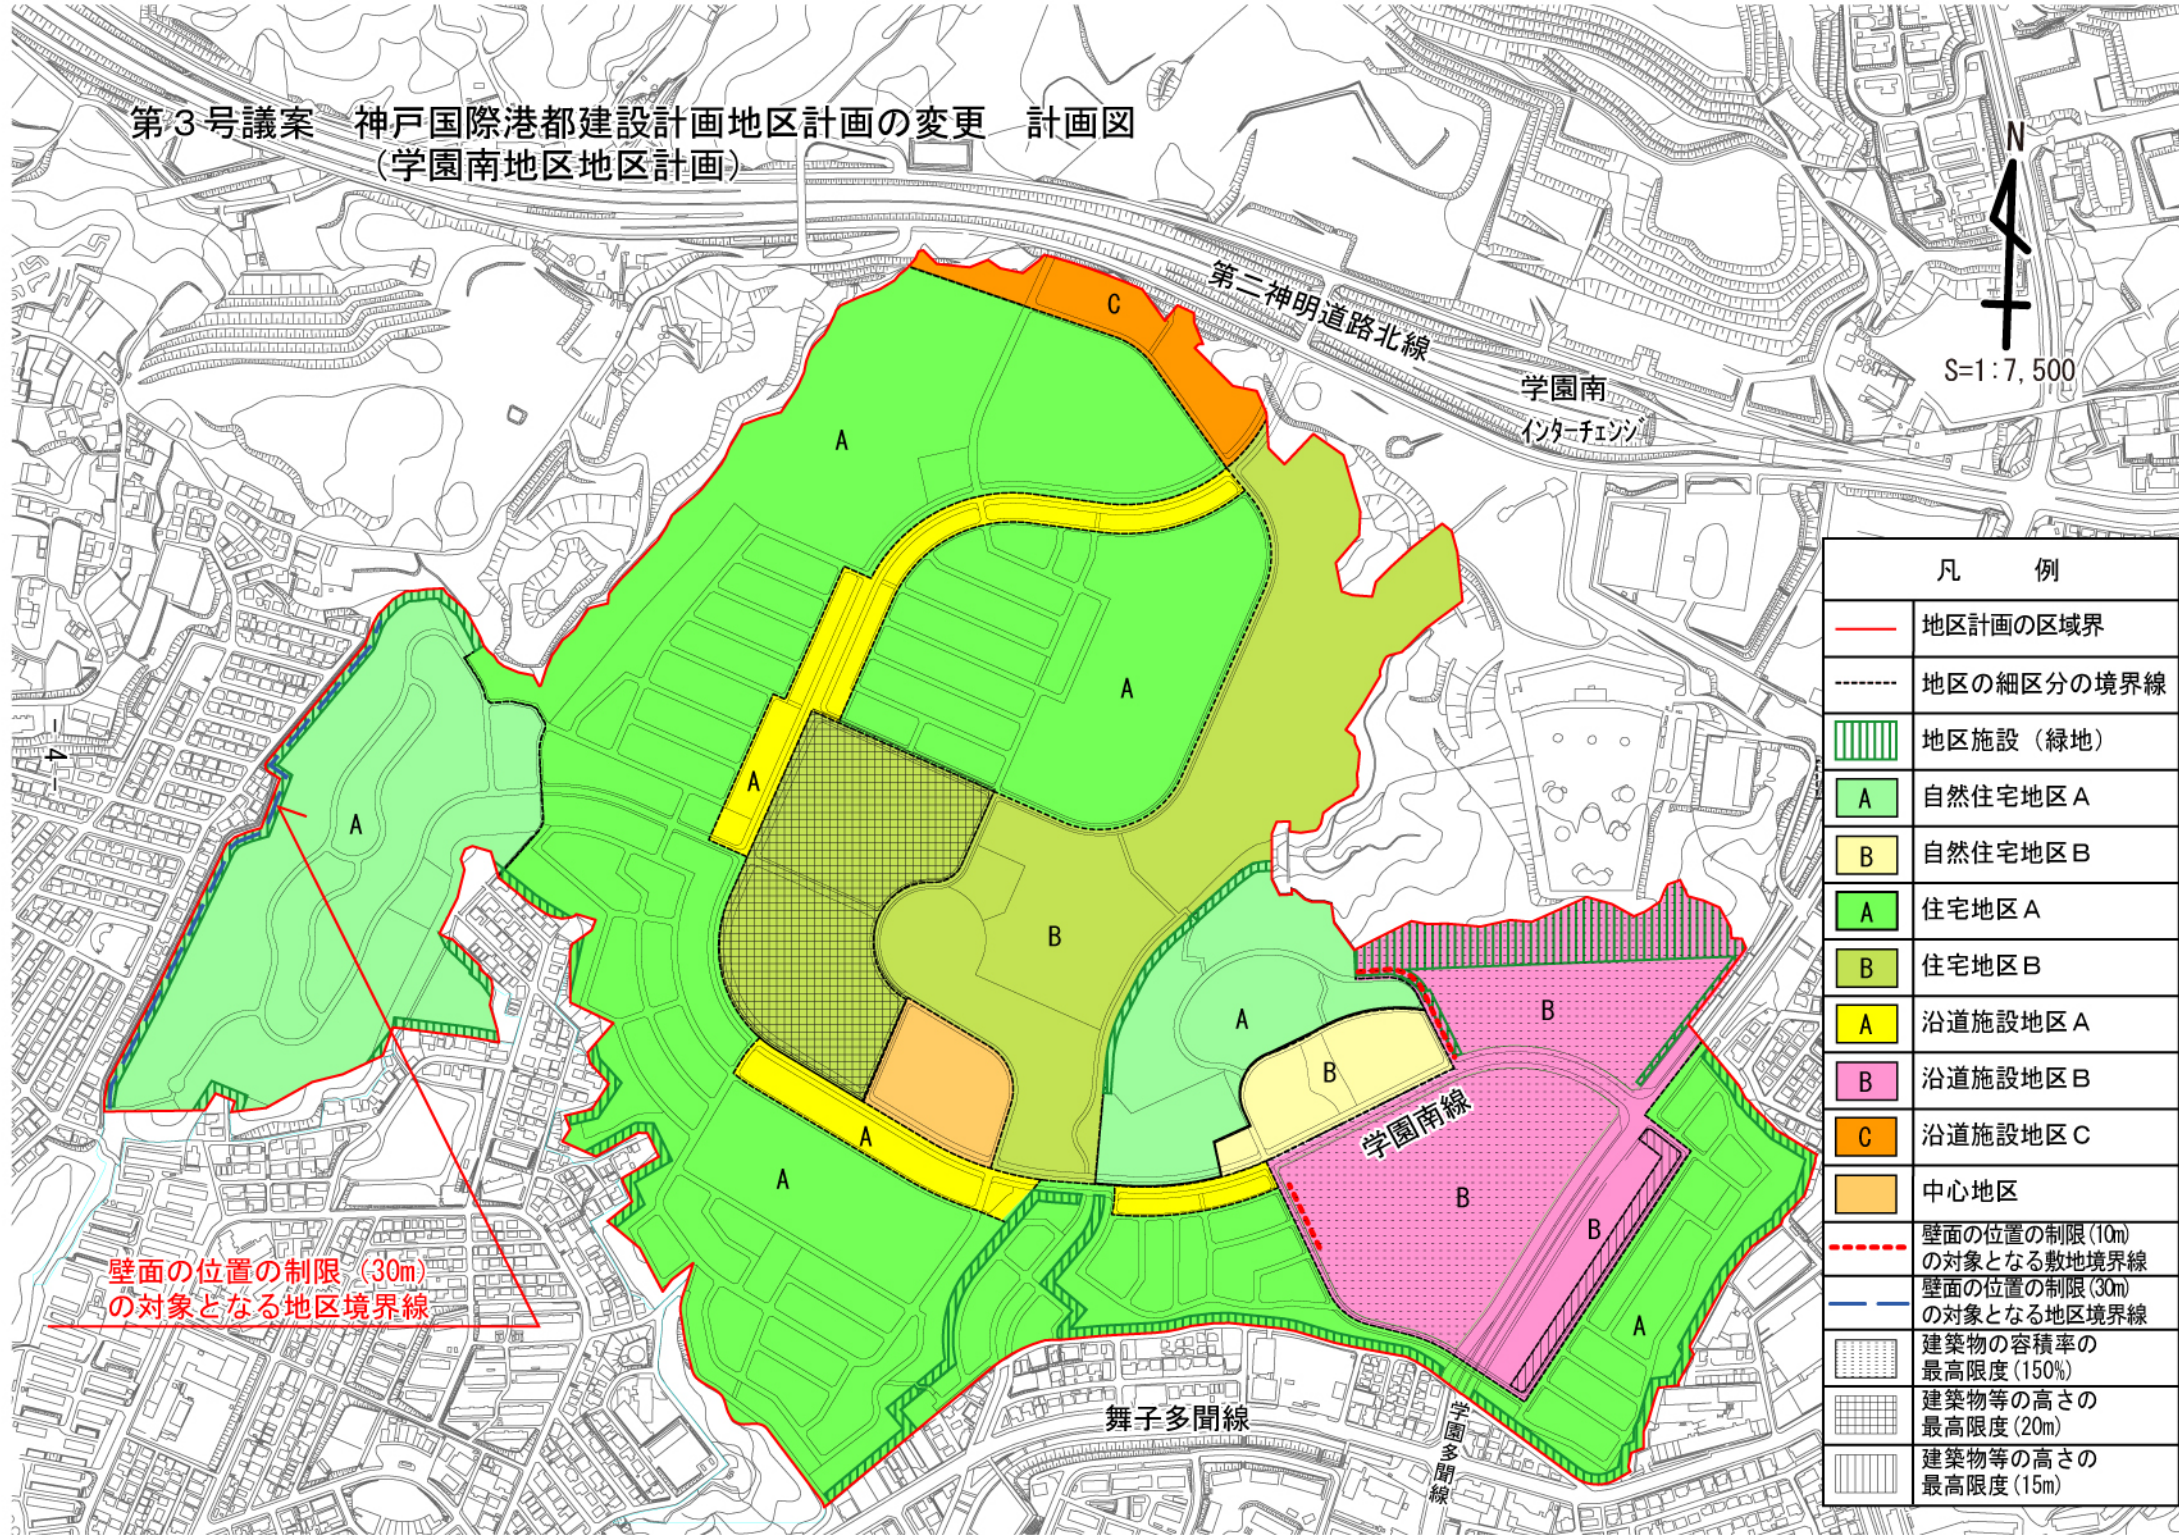 第３号議案　神戸国際港都建設計画地区計画の変更　計画図
（学園南地区地区計画）
N
S=1:7,500
第二神明道路北線
学園南
インターチェンジ
C
A
A
A
A
B
A
B
B
A
A
B
B
A
学園南線
-4-
壁面の位置の制限（30m）
の対象となる地区境界線
舞子多聞線
学園多聞線
凡　例
地区計画の区域界
地区の細区分の境界線
地区施設（緑地）
A 自然住宅地区Ａ
B 自然住宅地区Ｂ
A 住宅地区Ａ
B 住宅地区Ｂ
A 沿道施設地区Ａ
B 沿道施設地区Ｂ
C 沿道施設地区Ｃ
中心地区
壁面の位置の制限(10m)
の対象となる敷地境界線
壁面の位置の制限(30m)
の対象となる地区境界線
建築物の容積率の
最高限度(150%)
建築物等の高さの
最高限度(20m)
建築物等の高さの
最高限度(15m)